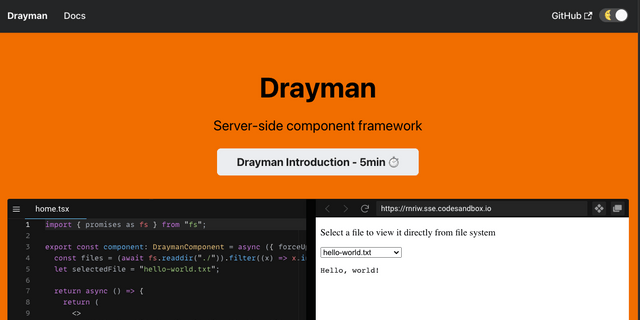 Drayman Docs GitHub
Drayman
Server-side component framework
Drayman Introduction - 5min
home.tsx
https://rnriw.sse.codesandbox.io
1 import { promises as fs } from "fs";
2
3 export const component: DraymanComponent = async ({ forceUp
4 const files = (await fs.readdir("./")).filter((x) => x.in
5 let selectedFile = "hello-world.txt";
6
7 return async () => {
8 return (
9 <>
Select a file to view it directly from file system
hello-world.txt
Hello, world!